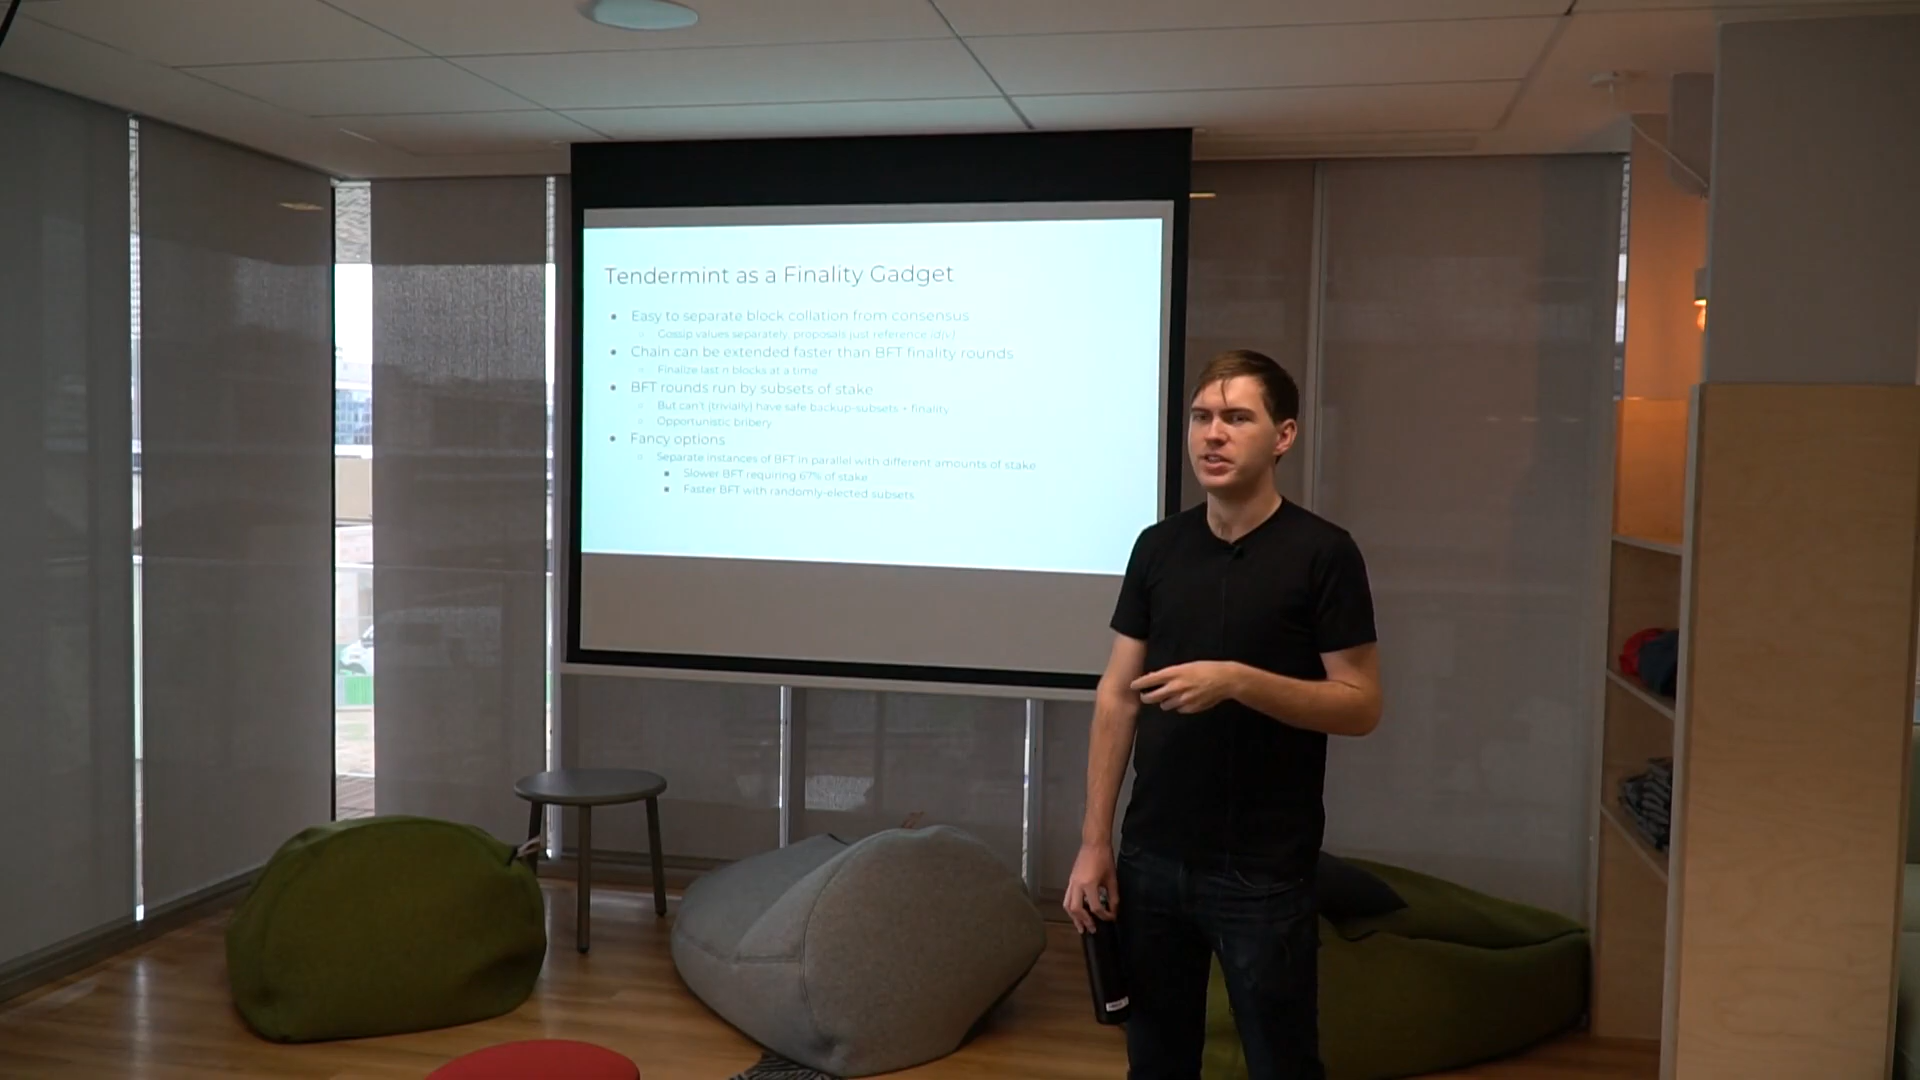 Tendermint as a Finality Gadget
Easy to separate block collation from consensus
Gossip values separately, proposals just reference id(v)
Chain can be extended faster than BFT finality rounds
Finalize last n blocks at a time
BFT rounds run by subsets of stake
But can't (trivially) have safe backup-subsets + finality
Opportunistic bribery
Fancy options
Separate instances of BFT in parallel with different amounts of stake
Slower BFT requiring 67% of stake
Faster BFT with randomly-elected subsets